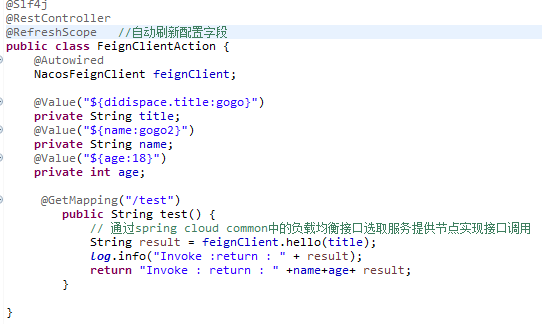 @Slf4j
@RestController
@RefreshScope   //自动刷新配置字段
public class FeignClientAction {
    @Autowired
    NacosFeignClient feignClient;
    @Value("${didispace.title:gogo}")
    private String title;
    @Value("${name:gogo2}")
    private String name;
    @Value("${age:18}")
    private int age;
     @GetMapping("/test")
        public String test() {
            // 通过spring cloud common中的负载均衡接口选取服务提供节点实现接口调用
            String result = feignClient.hello(title);
            log.info("Invoke :return : " + result);
            return "Invoke : return : " +name+age+ result;
        }
}